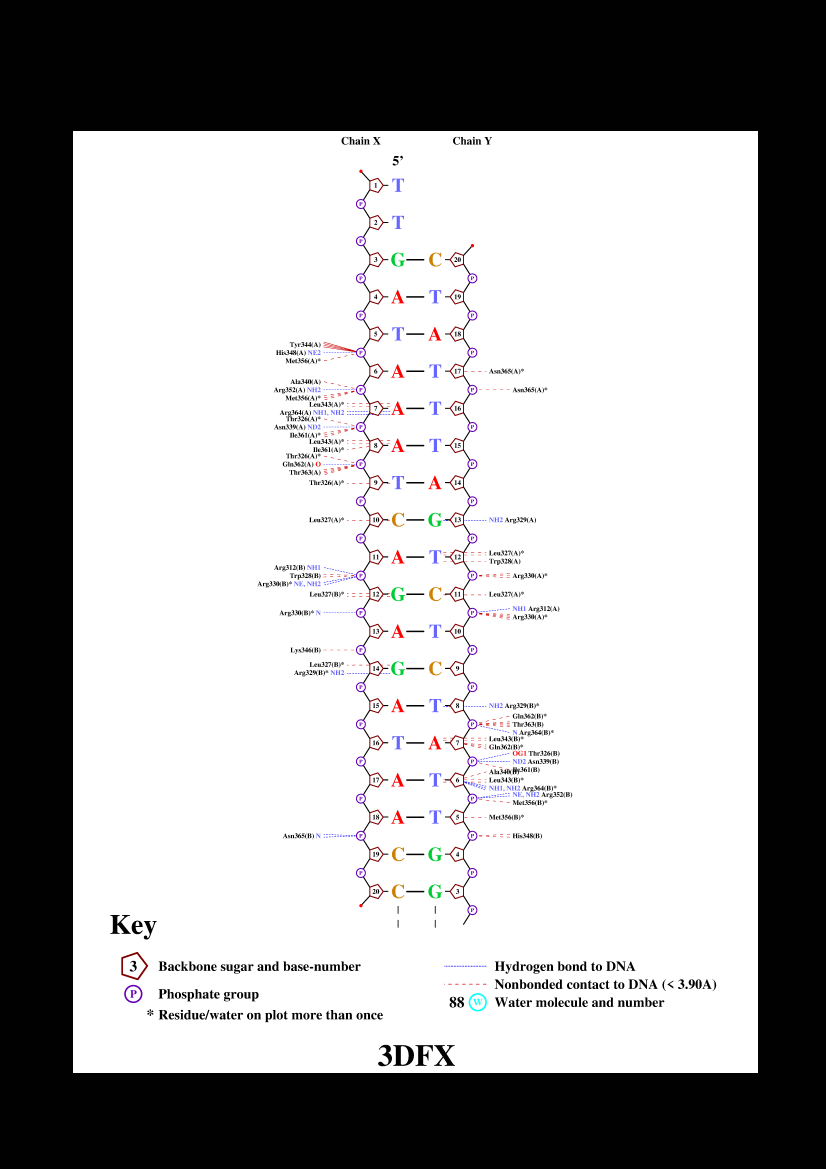 Chain X Chain Y
5’
1 T
P
2 T
P
3 G C 20
P P
4 A T 19
P P
5 T A 18
Tyr344(A)
His348(A) NE2 P P
Met356(A)*
6 A T 17 Asn365(A)*
Ala340(A)
Arg352(A) NH2 P P Asn365(A)*
Met356(A)*
Leu343(A)*
7 A T 16
Arg364(A) NH1, NH2
Thr326(A)*
Asn339(A) ND2 P P
Ile361(A)*
Leu343(A)*
8 A T 15
Ile361(A)*
Thr326(A)*
Gln362(A) O P P
Thr363(A)
Thr326(A)* 9 T A 14
P P
Leu327(A)* 10 C G 13 NH2 Arg329(A)
P P
Leu327(A)*
11 A T 12
Trp328(A)
Arg312(B) NH1
Trp328(B) P P Arg330(A)*
Arg330(B)* NE, NH2
Leu327(B)* 12 G C 11 Leu327(A)*
NH1 Arg312(A)
Arg330(B)* N P P
Arg330(A)*
13 A T 10
Lys346(B) P P
Leu327(B)*
14 G C 9
Arg329(B)* NH2
P P
15 A T 8 NH2 Arg329(B)*
Gln362(B)*
P P Thr363(B)
N Arg364(B)*
Leu343(B)*
16 T A 7
Gln362(B)*
OG1 Thr326(B)
P P ND2 Asn339(B)
Ile361(B)
Ala340(B)
17 A T 6 Leu343(B)*
NH1, NH2 Arg364(B)*
NE, NH2 Arg352(B)
P P
Met356(B)*
18 A T 5 Met356(B)*
Asn365(B) N P P His348(B)
19 C G 4
P P
20 C G 3
P
Key
3 Backbone sugar and base-number
P Phosphate group
* Residue/water on plot more than once
Hydrogen bond to DNA
Nonbonded contact to DNA (< 3.90A)
88 W Water molecule and number
3DFX